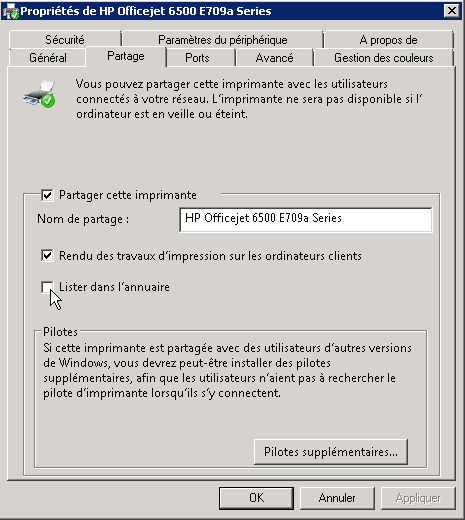 Propriétés de HP Officejet 6500 E709a Series
Sécurité
Paramètres du périphérique
A propos de
Général
Partage
Ports
Avancé
Gestion des couleurs
Vous pouvez partager cette imprimante avec les utilisateurs
connectés à votre réseau. L'imprimante ne sera pas disponible si l'
ordinateur est en veille ou éteint.
Partager cette imprimante
Nom de partage :
HP Officejet 6500 E709a Series
Rendu des travaux d'impression sur les ordinateurs clients
Lister dans l'annuaire
Pilotes
Si cette imprimante est partagée avec des utilisateurs d'autres versions
de Windows, vous devrez peut-être installer des pilotes
supplémentaires, afin que les utilisateurs n'aient pas à rechercher le
pilote d'imprimante lorsqu'ils s'y connectent.
Pilotes supplémentaires...
OK
Annuler
Appliquer